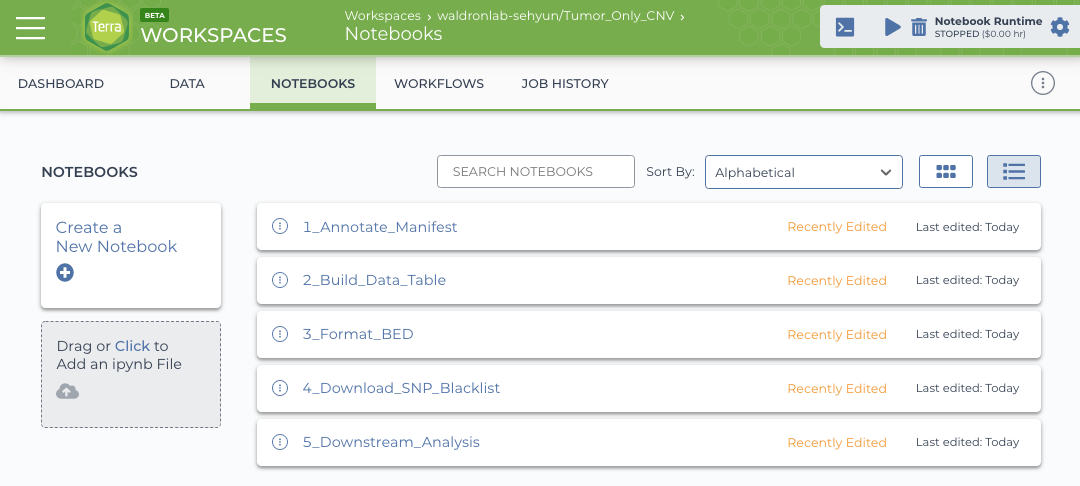 Terra
BETA
WORKSPACES
Workspaces › waldronlab-sehyun/Tumor_Only_CNV ›
Notebooks
Notebook Runtime
STOPPED ($0.00 hr)
DASHBOARD DATA NOTEBOOKS WORKFLOWS JOB HISTORY
NOTEBOOKS
SEARCH NOTEBOOKS
Sort By: Alphabetical
Create a
New Notebook
Drag or Click to
Add an ipynb File
1_Annotate_Manifest Recently Edited Last edited: Today
2_Build_Data_Table Recently Edited Last edited: Today
3_Format_BED Recently Edited Last edited: Today
4_Download_SNP_Blacklist Recently Edited Last edited: Today
5_Downstream_Analysis Recently Edited Last edited: Today